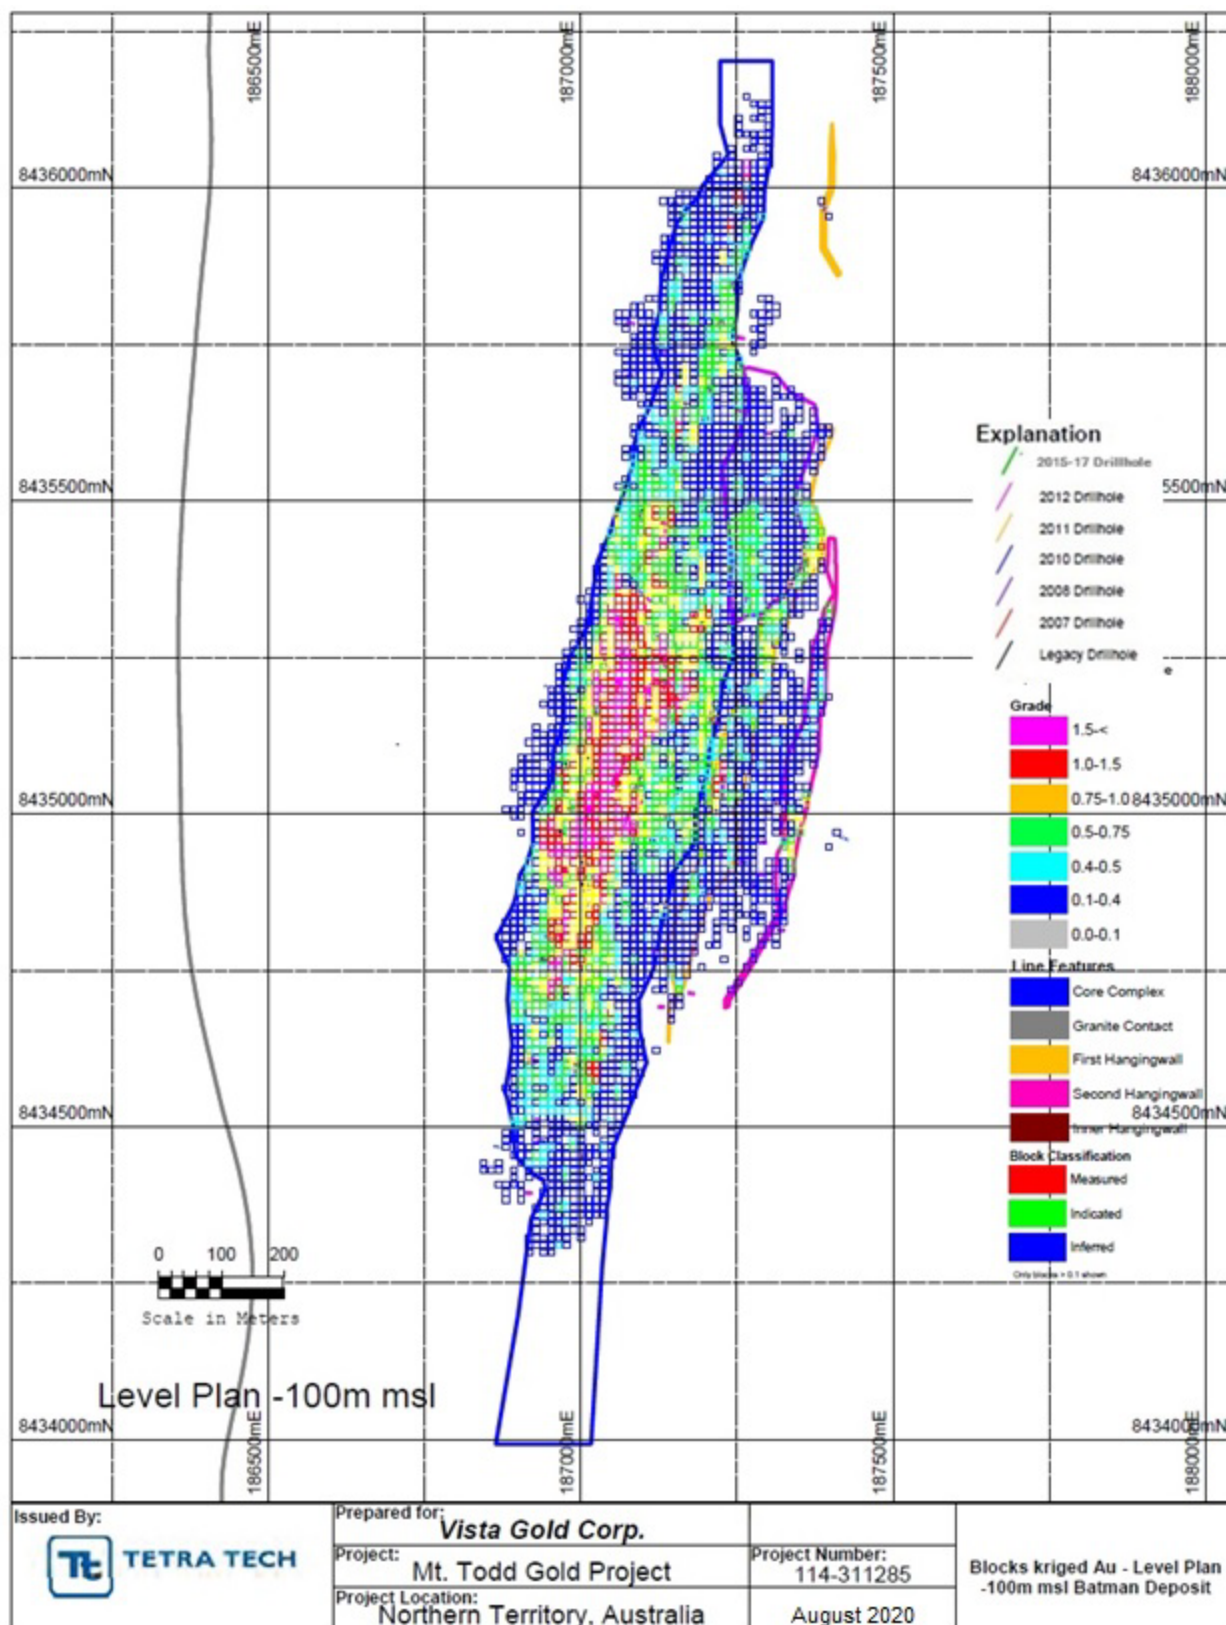 186500mE
187000mE
187500mE
188000mE
8436000mN
8436000mN
Explanation
2015-17 Drillhole
8435500mN
5500mN
2012 Drillhole
2011 Drillhole
2010 Drillhole
2008 Drillhole
2007 Drillhole
Legacy Drillhole
e
Grade
1.5-<
1.0-1.5
8435000mN
0.75-1.0
8435000mN
0.5-0.75
0.4-0.5
0.1-0.4
0.0-0.1
Line Features
Core Complex
Granite Contact
First Hangingwall
Second Hangingwall
8434500mN
8434500mN
Inner Hangingwall
Block Classification
Measured
Indicated
Inferred
Only blocks > 0.1 shown
0 100 200
Scale in Meters
Level Plan -100m msl
8434000mN
8434000mN
186500mE
187000mE
187500mE
188000mE
Issued By:
TETRA TECH
Prepared for:
Vista Gold Corp.
Project:
Mt. Todd Gold Project
Project Number:
114-311285
Project Location:
Northern Territory, Australia
August 2020
Blocks kriged Au - Level Plan
-100m msl Batman Deposit